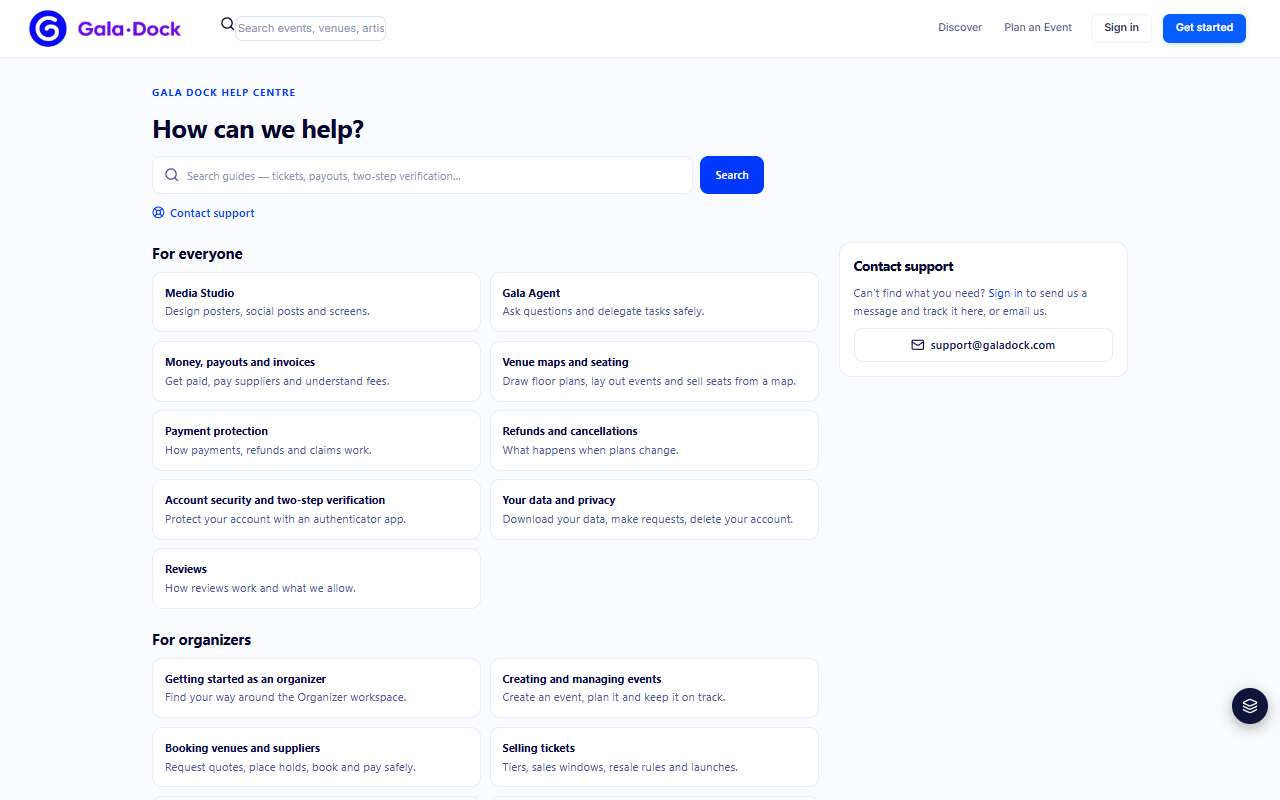 Gala·Dock
Search events, venues, artis
Discover
Plan an Event
Sign in
Get started
GALA DOCK HELP CENTRE
How can we help?
Search guides — tickets, payouts, two-step verification...
Search
Contact support
For everyone
Media Studio
Design posters, social posts and screens.
Gala Agent
Ask questions and delegate tasks safely.
Money, payouts and invoices
Get paid, pay suppliers and understand fees.
Venue maps and seating
Draw floor plans, lay out events and sell seats from a map.
Payment protection
How payments, refunds and claims work.
Refunds and cancellations
What happens when plans change.
Account security and two-step verification
Protect your account with an authenticator app.
Your data and privacy
Download your data, make requests, delete your account.
Reviews
How reviews work and what we allow.
Contact support
Can't find what you need? Sign in to send us a
message and track it here, or email us.
support@galadock.com
For organizers
Getting started as an organizer
Find your way around the Organizer workspace.
Creating and managing events
Create an event, plan it and keep it on track.
Booking venues and suppliers
Request quotes, place holds, book and pay safely.
Selling tickets
Tiers, sales windows, resale rules and launches.